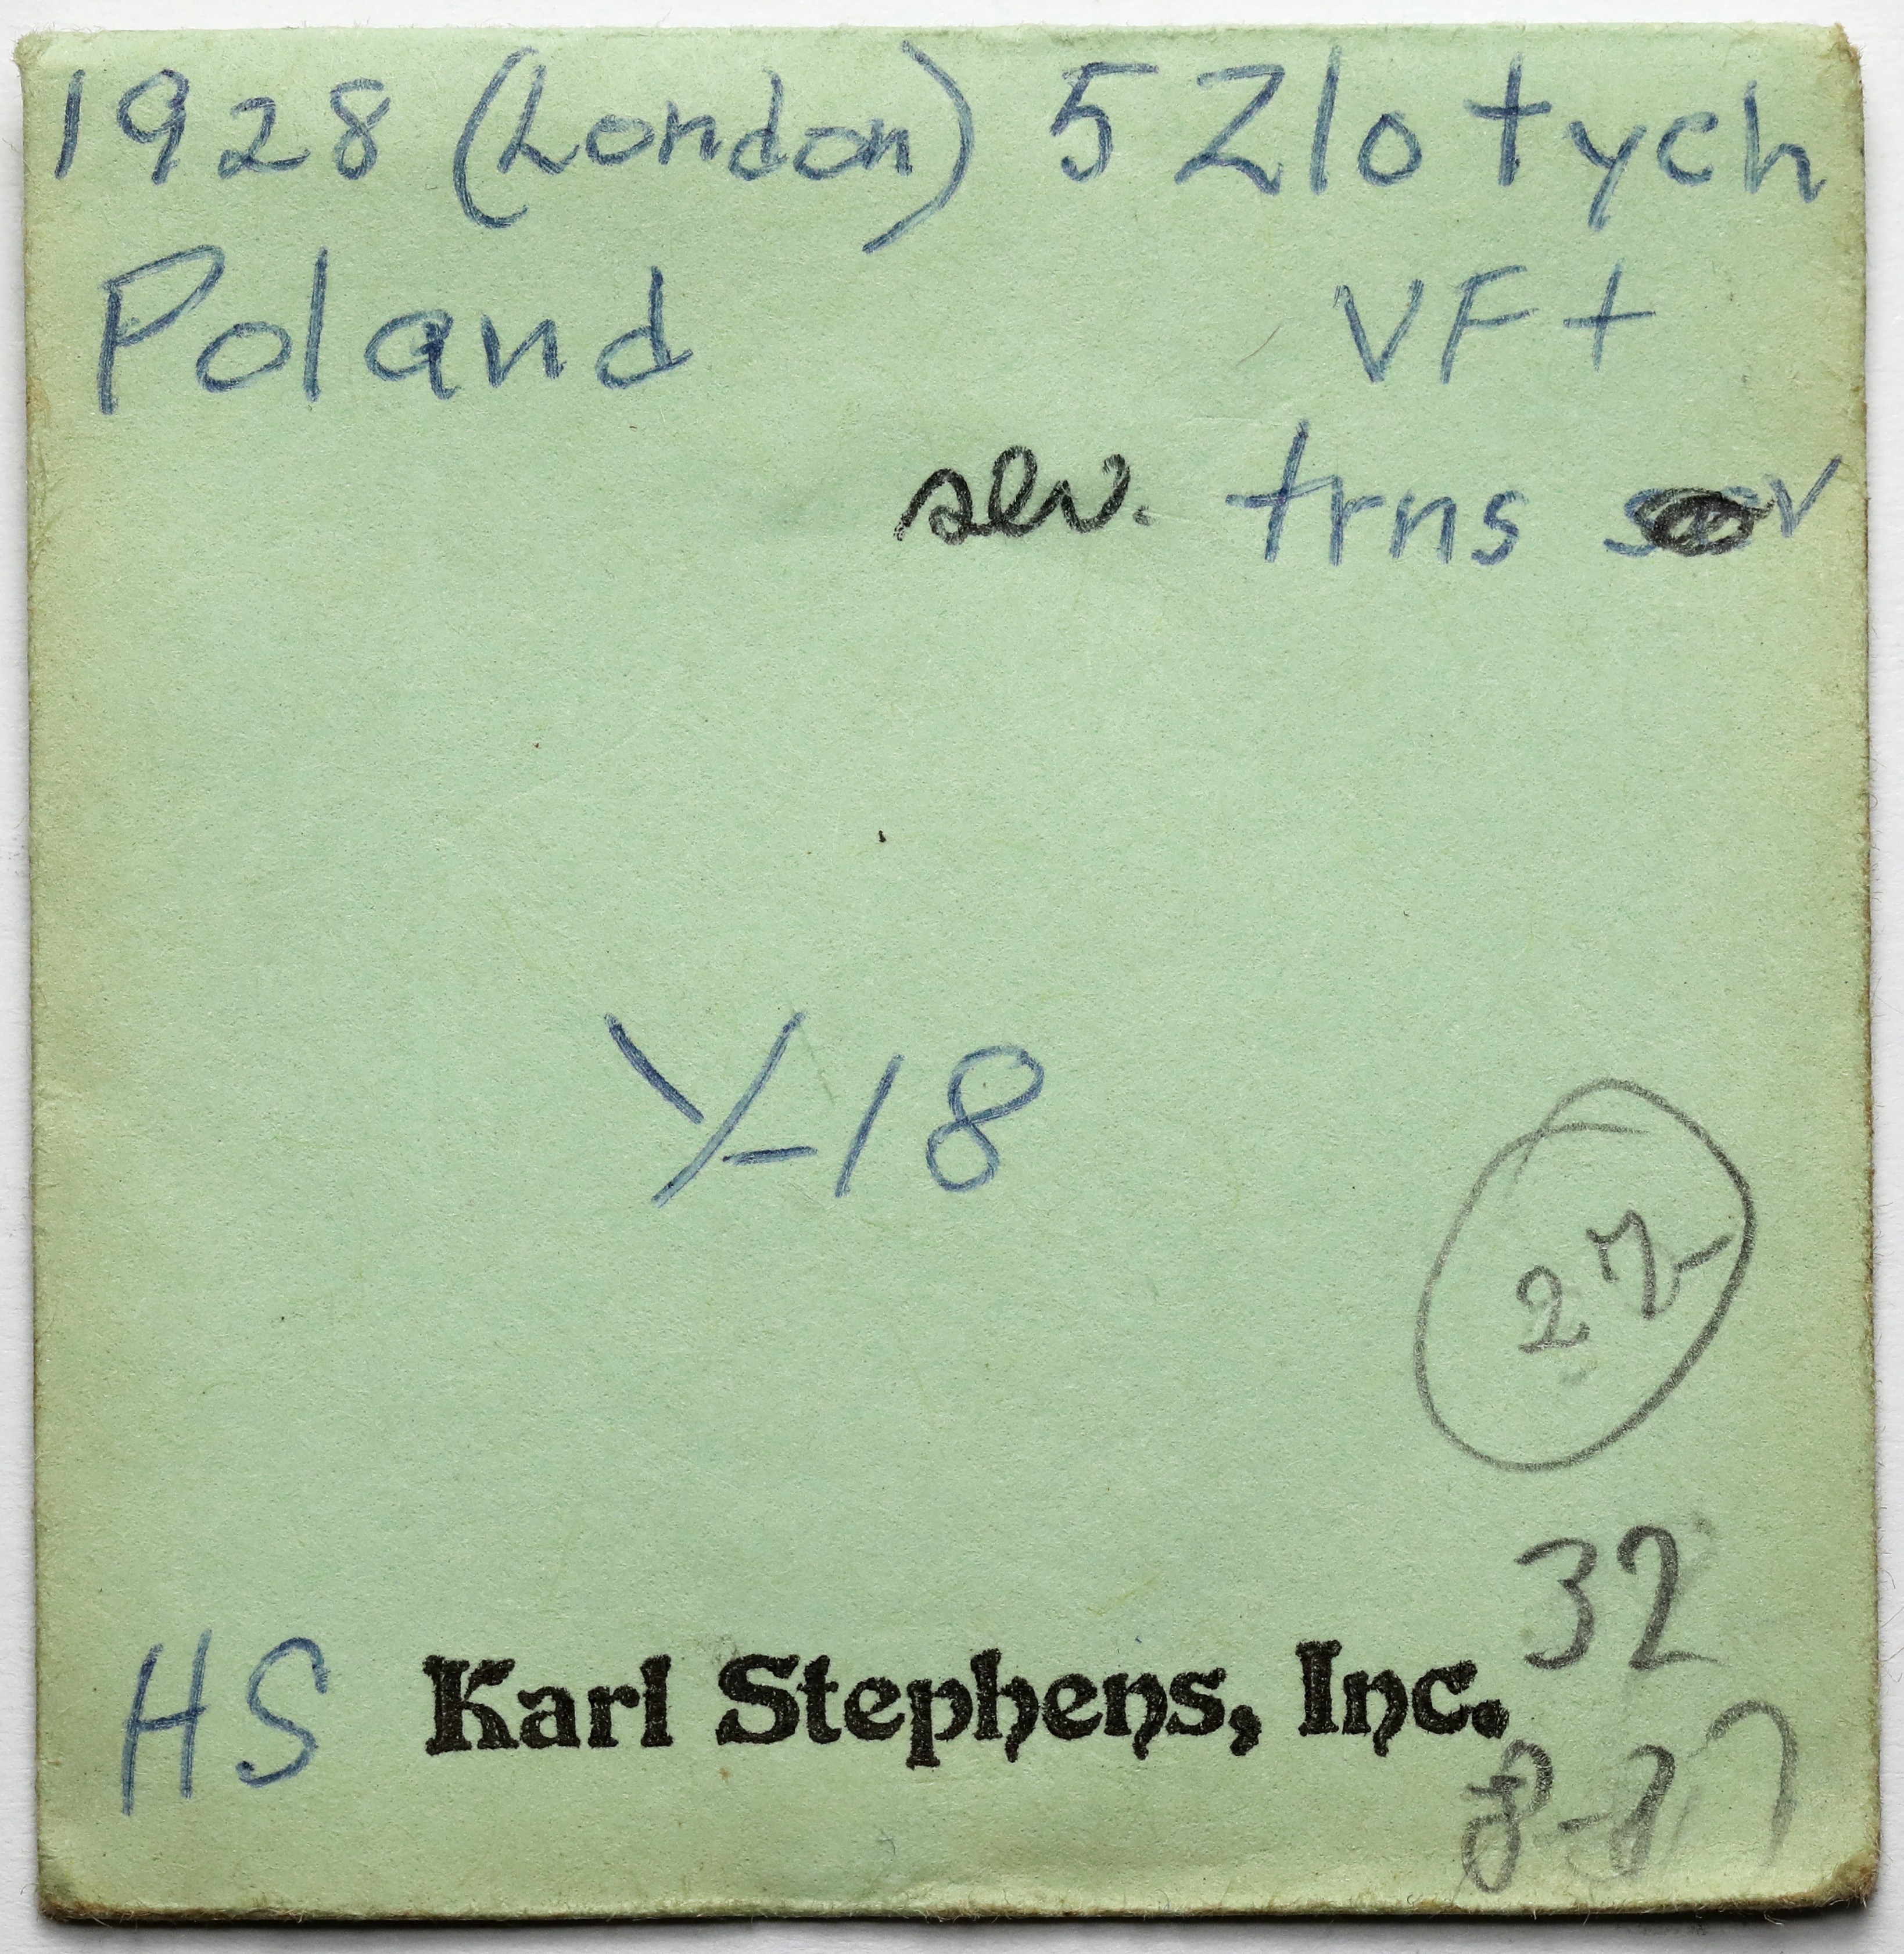 1928 (London) 5 Zlotych
Poland VF+
slv. trns
Y-18
27-
32
HS Karl Stephens, Inc.